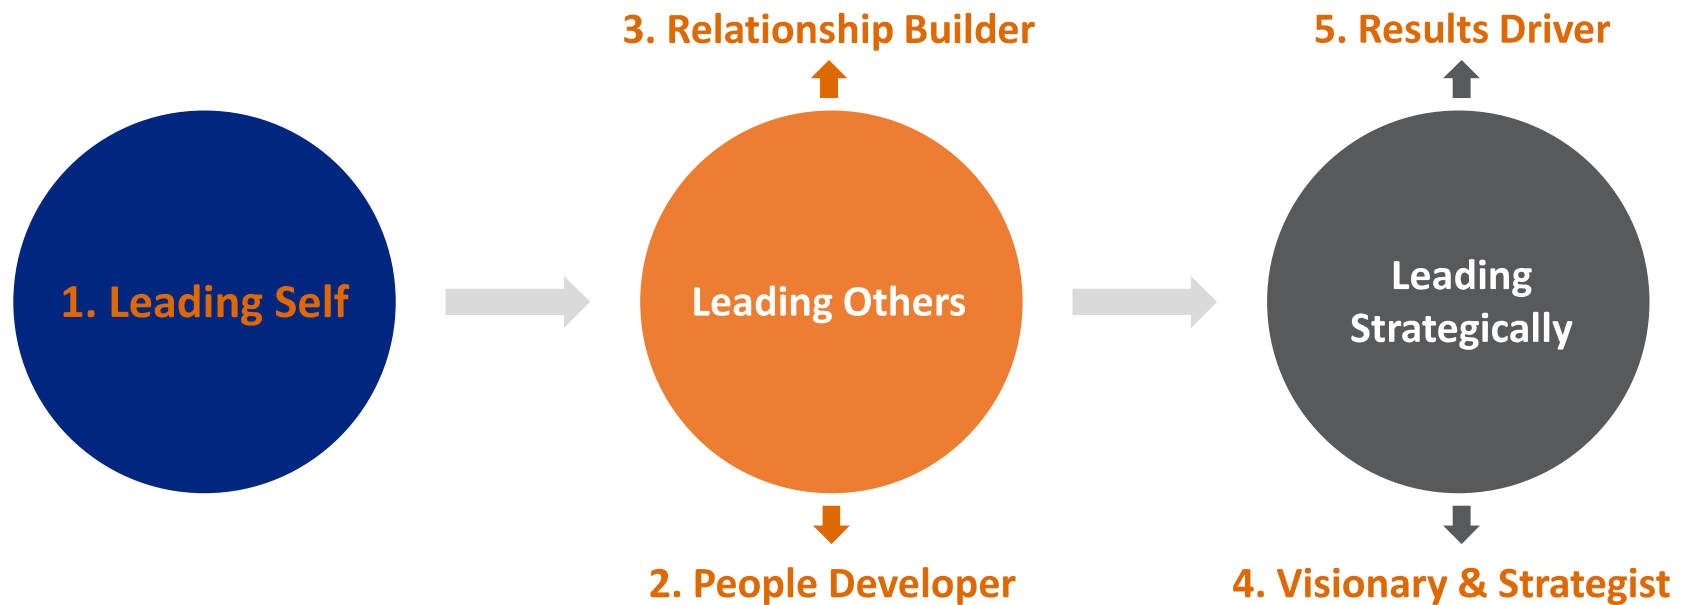 3. Relationship Builder
5. Results Driver
1. Leading Self
Leading Others
Leading
Strategically
2. People Developer
4. Visionary & Strategist